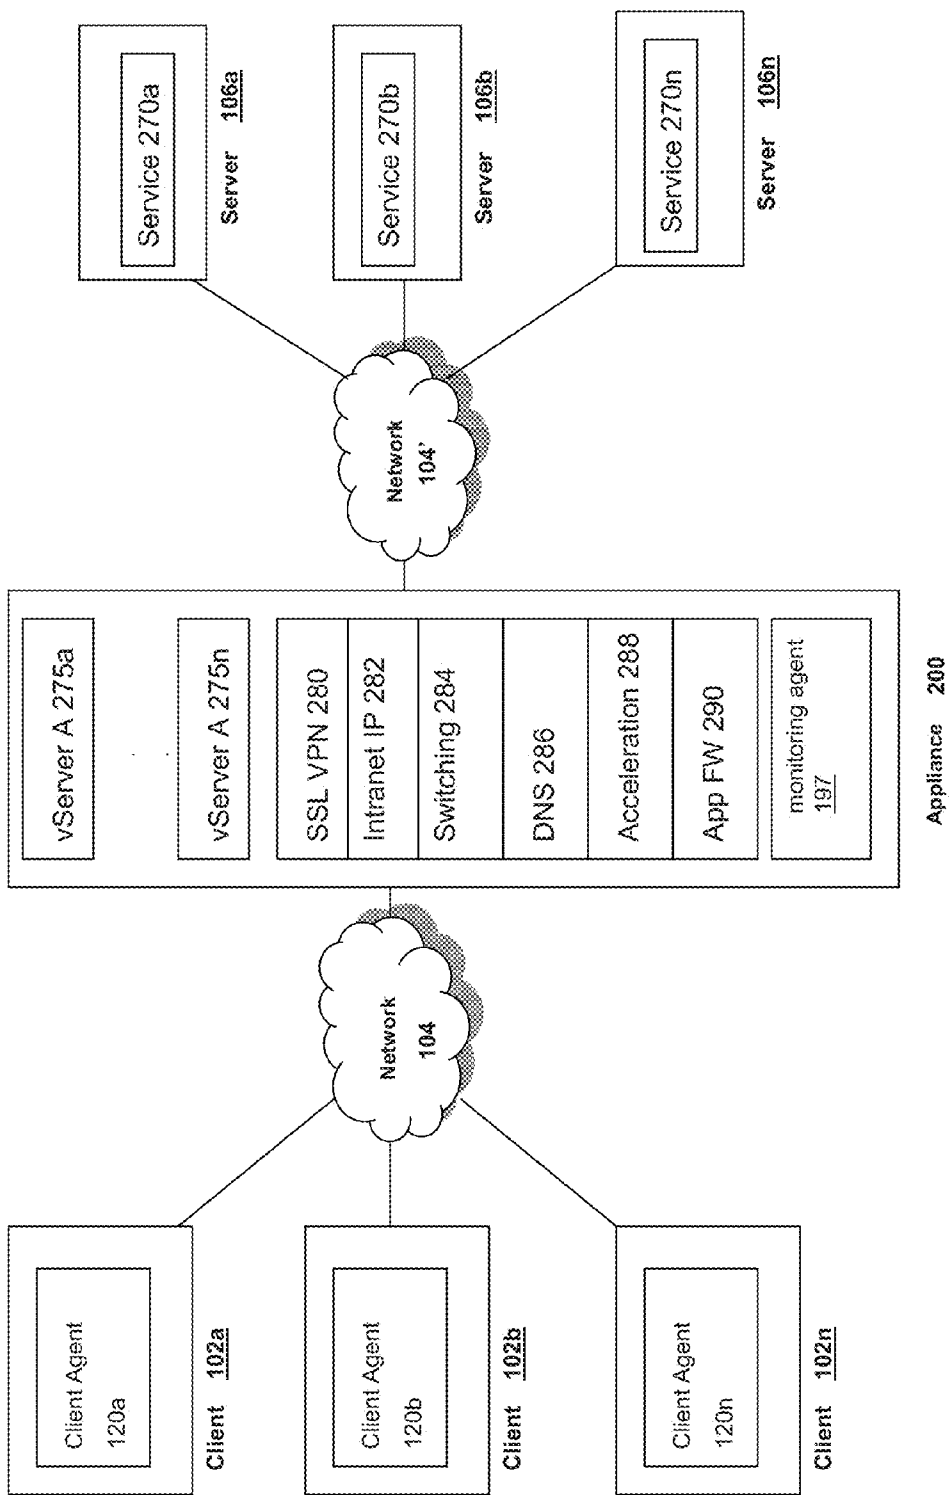 Client Agent
120a
Client 102a
Client Agent
120b
Client 102b
Client Agent
120n
Client 102n
Network
104
vServer A 275a
vServer A 275n
SSL VPN 280
Intranet IP 282
Switching 284
DNS 286
Acceleration 288
App FW 290
monitoring agent
197
Appliance 200
Network
104'
Service 270a
Server 106a
Service 270b
Server 106b
Service 270n
Server 106n